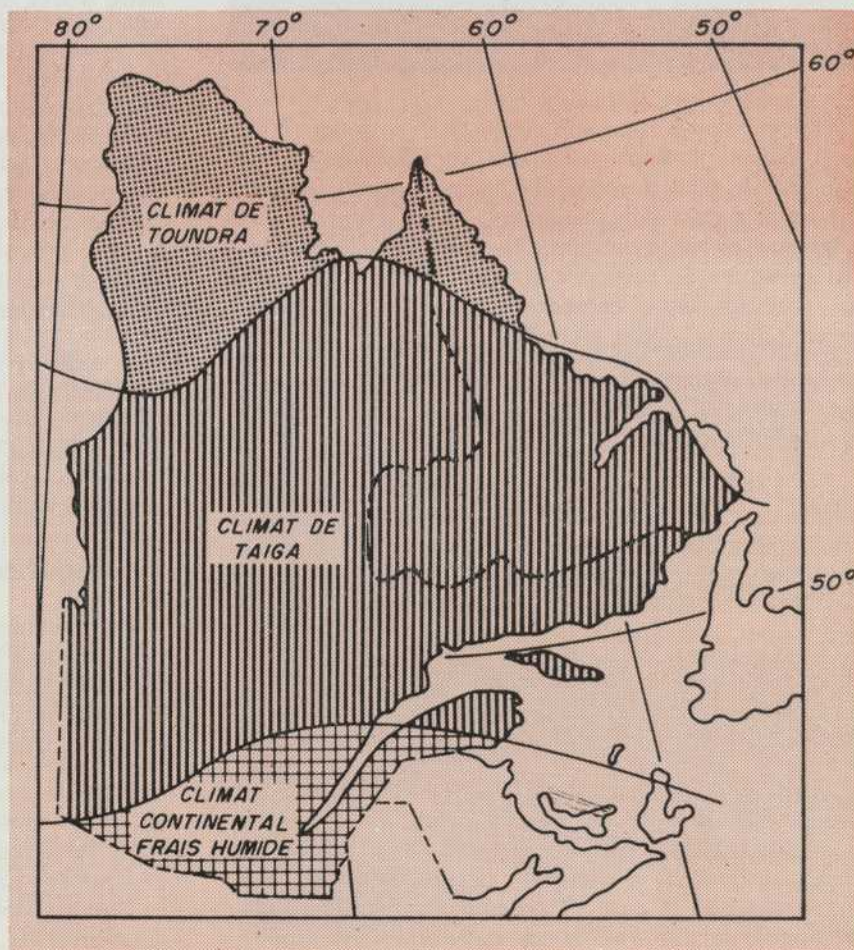 80°
70°
60°
50°
60°
CLIMAT DE
TOUNDRA
CLIMAT DE
TAIGA
50°
CLIMAT
CONTINENTAL
FRAIS HUMIDE